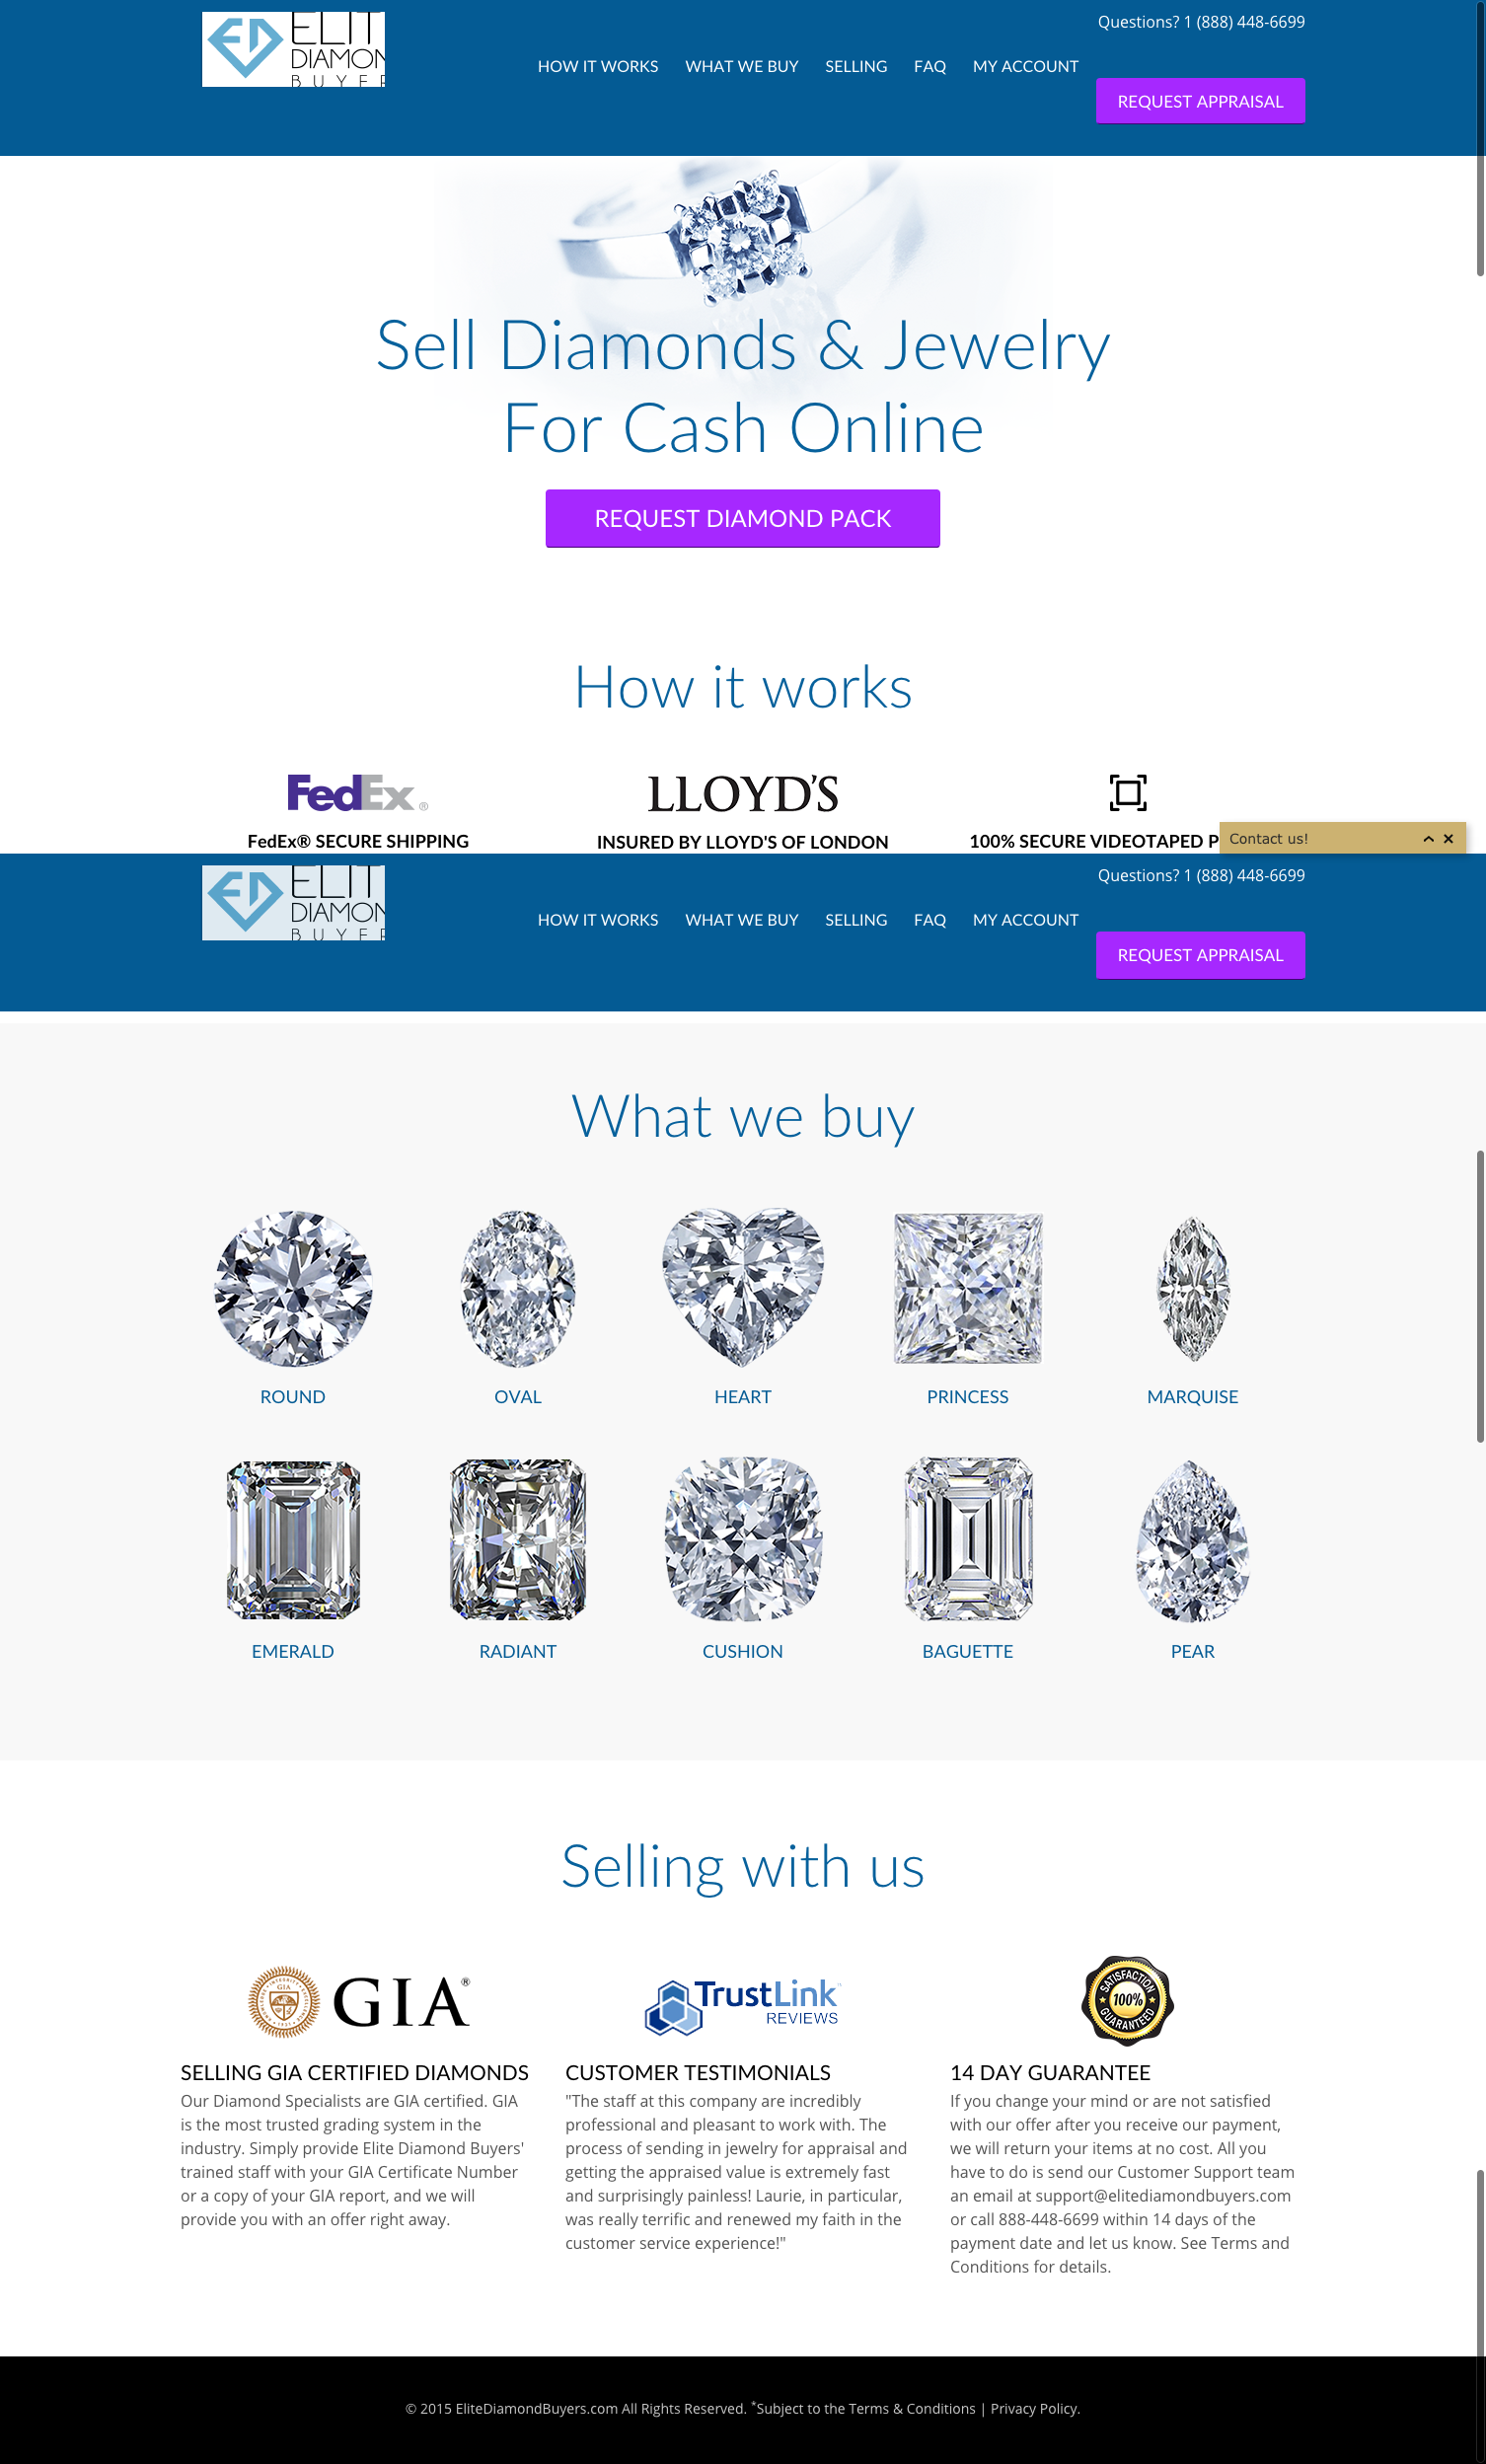 ELIT
DIAMON
BUYER
Questions? 1 (888) 448-6699
HOW IT WORKS WHAT WE BUY SELLING FAQ MY ACCOUNT
REQUEST APPRAISAL
Sell Diamonds & Jewelry
For Cash Online
REQUEST DIAMOND PACK
How it works
FedEx®
LLOYD'S
FedEx® SECURE SHIPPING
INSURED BY LLOYD'S OF LONDON
100% SECURE VIDEOTAPED P
Contact us!
ELIT
DIAMON
BUYER
Questions? 1 (888) 448-6699
HOW IT WORKS WHAT WE BUY SELLING FAQ MY ACCOUNT
REQUEST APPRAISAL
What we buy
ROUND OVAL HEART PRINCESS MARQUISE
EMERALD RADIANT CUSHION BAGUETTE PEAR
Selling with us
GIA
GIA®
TrustLink
REVIEWS
SATISFACTION
100%
GUARANTEED
SELLING GIA CERTIFIED DIAMONDS
Our Diamond Specialists are GIA certified. GIA
is the most trusted grading system in the
industry. Simply provide Elite Diamond Buyers'
trained staff with your GIA Certificate Number
or a copy of your GIA report, and we will
provide you with an offer right away.
CUSTOMER TESTIMONIALS
"The staff at this company are incredibly
professional and pleasant to work with. The
process of sending in jewelry for appraisal and
getting the appraised value is extremely fast
and surprisingly painless! Laurie, in particular,
was really terrific and renewed my faith in the
customer service experience!"
14 DAY GUARANTEE
If you change your mind or are not satisfied
with our offer after you receive our payment,
we will return your items at no cost. All you
have to do is send our Customer Support team
an email at support@elitediamondbuyers.com
or call 888-448-6699 within 14 days of the
payment date and let us know. See Terms and
Conditions for details.
© 2015 EliteDiamondBuyers.com All Rights Reserved. *Subject to the Terms & Conditions | Privacy Policy.